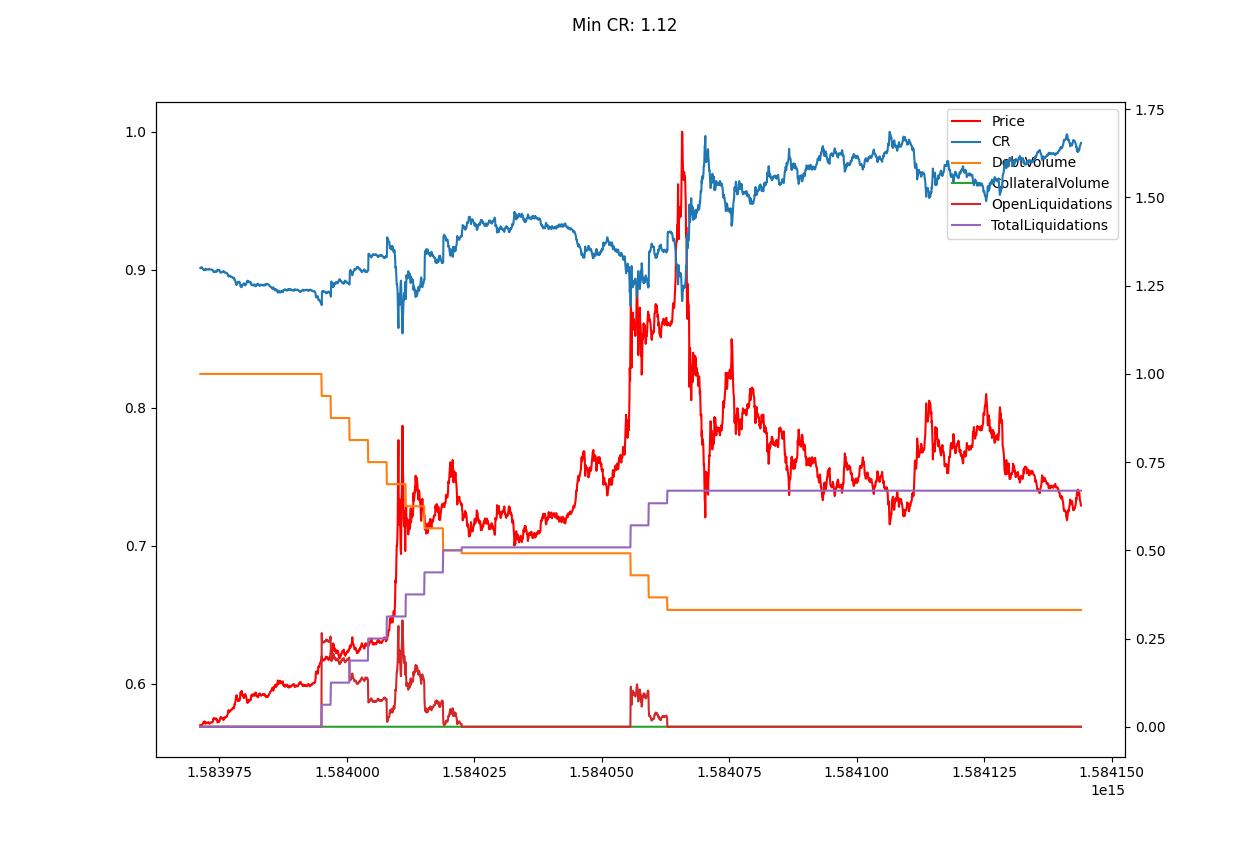 Min CR: 1.12
1.0
0.9
0.8
0.7
0.6
1.75
1.50
1.25
1.00
0.75
0.50
0.25
0.00
Price
CR
DebtVolume
CollateralVolume
OpenLiquidations
TotalLiquidations
1.583975 1.584000 1.584025 1.584050 1.584075 1.584100 1.584125 1.584150
1e15